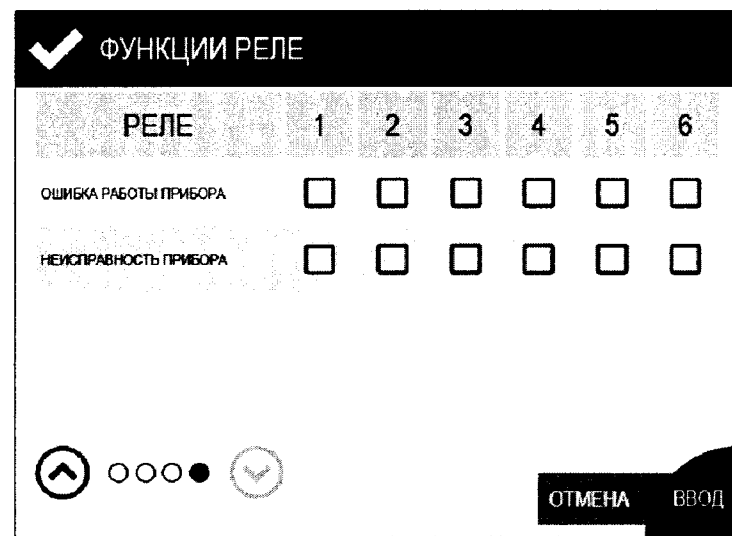 ФУНКЦИИ РЕЛЕ
РЕЛЕ 1 2 3 4 5 6
ОШИБКА РАБОТЫ ПРИБОРА
НЕИСПРАВНОСТЬ ПРИБОРА
ОТМЕНА ВВОД